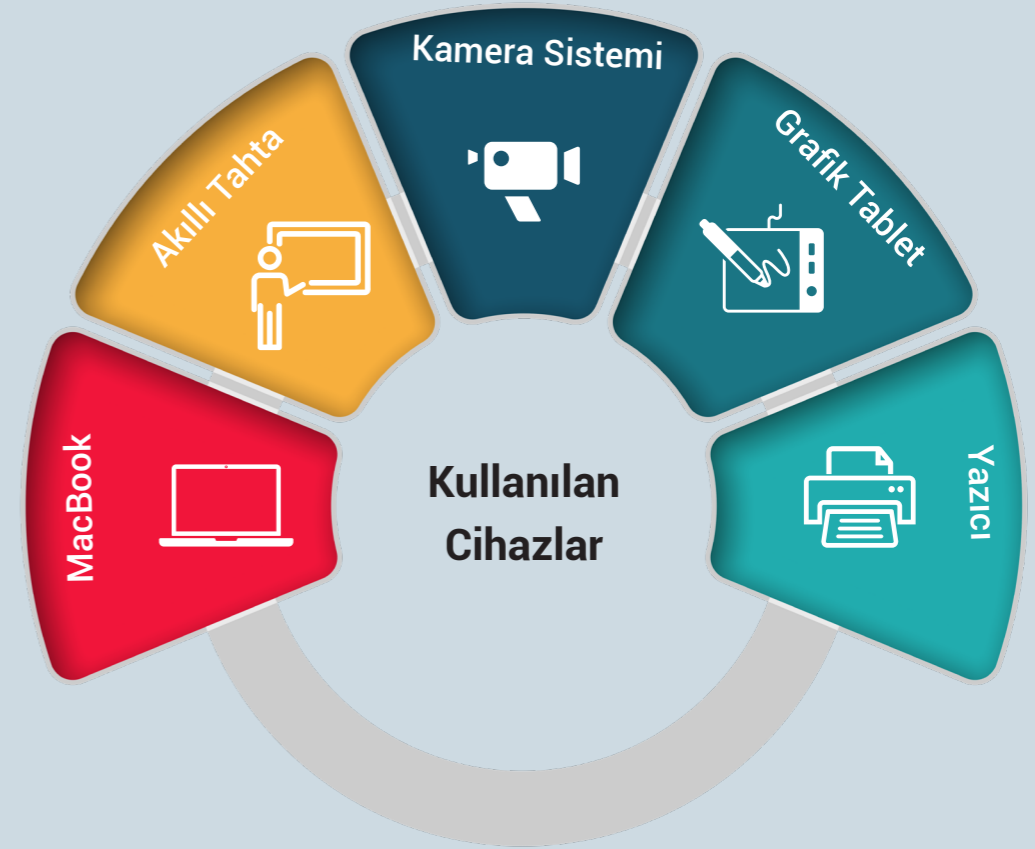 MacBook
Akıllı Tahta
Kamera Sistemi
Grafik Tablet
Yazıcı
Kullanılan
Cihazlar